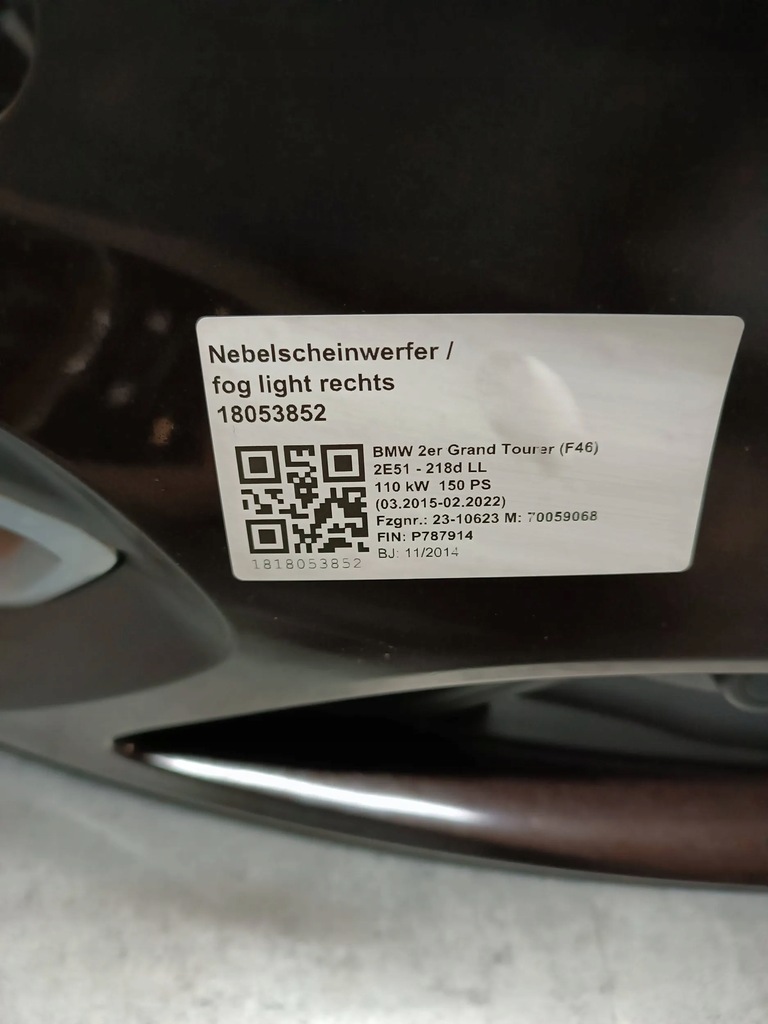 Nebelscheinwerfer /
fog light rechts
18053852
BMW 2er Grand Tourer (F46)
2E51 - 218d LL
110 kW 150 PS
(03.2015-02.2022)
Fzgnr.: 23-10623 M: 70059068
FIN: P787914
BJ: 11/2014
1818053852